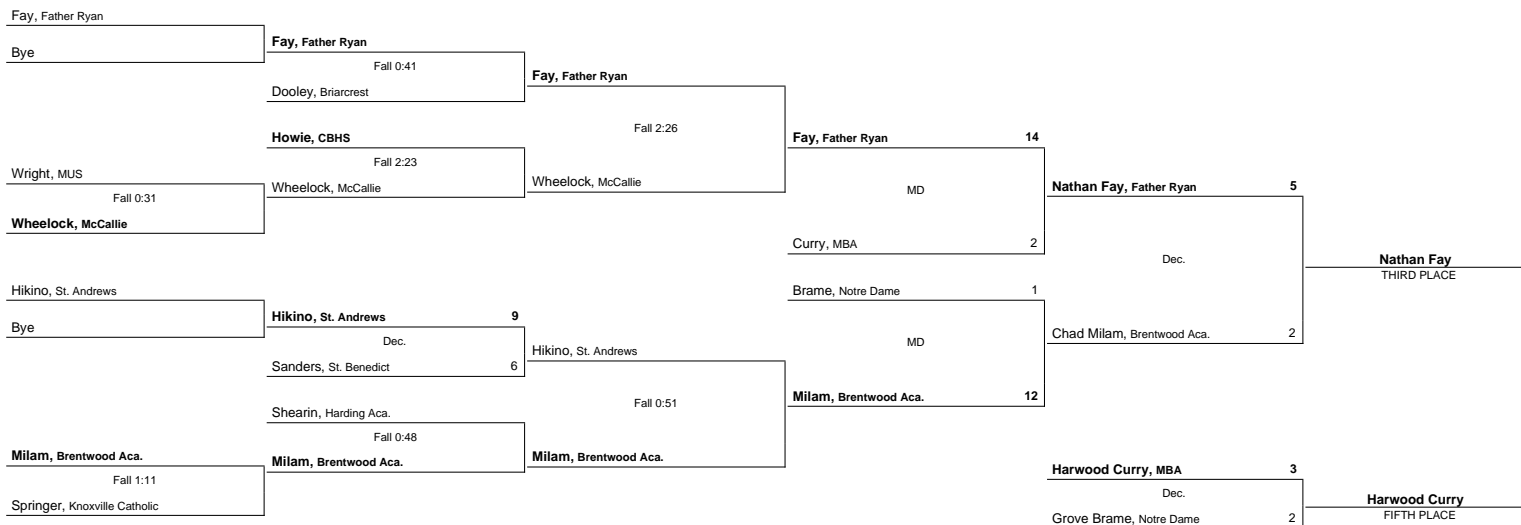 Fay, Father Ryan
Bye
Fay, Father Ryan
Fall 0:41
Dooley, Briarcrest
Fay, Father Ryan
Fall 2:26
Howie, CBHS
Fall 2:23
Wheelock, McCallie
Wheelock, McCallie
Wright, MUS
Fall 0:31
Wheelock, McCallie
Fay, Father Ryan 14
MD
Curry, MBA 2
Nathan Fay, Father Ryan 5
Dec.
Chad Milam, Brentwood Aca. 2
Nathan Fay
THIRD PLACE
Hikino, St. Andrews
Bye
Hikino, St. Andrews 9
Dec.
Sanders, St. Benedict 6
Hikino, St. Andrews
Fall 0:51
Milam, Brentwood Aca.
Brame, Notre Dame 1
MD
Milam, Brentwood Aca. 12
Shearin, Harding Aca.
Fall 0:48
Milam, Brentwood Aca.
Milam, Brentwood Aca.
Fall 1:11
Springer, Knoxville Catholic
Harwood Curry, MBA 3
Dec.
Grove Brame, Notre Dame 2
Harwood Curry
FIFTH PLACE